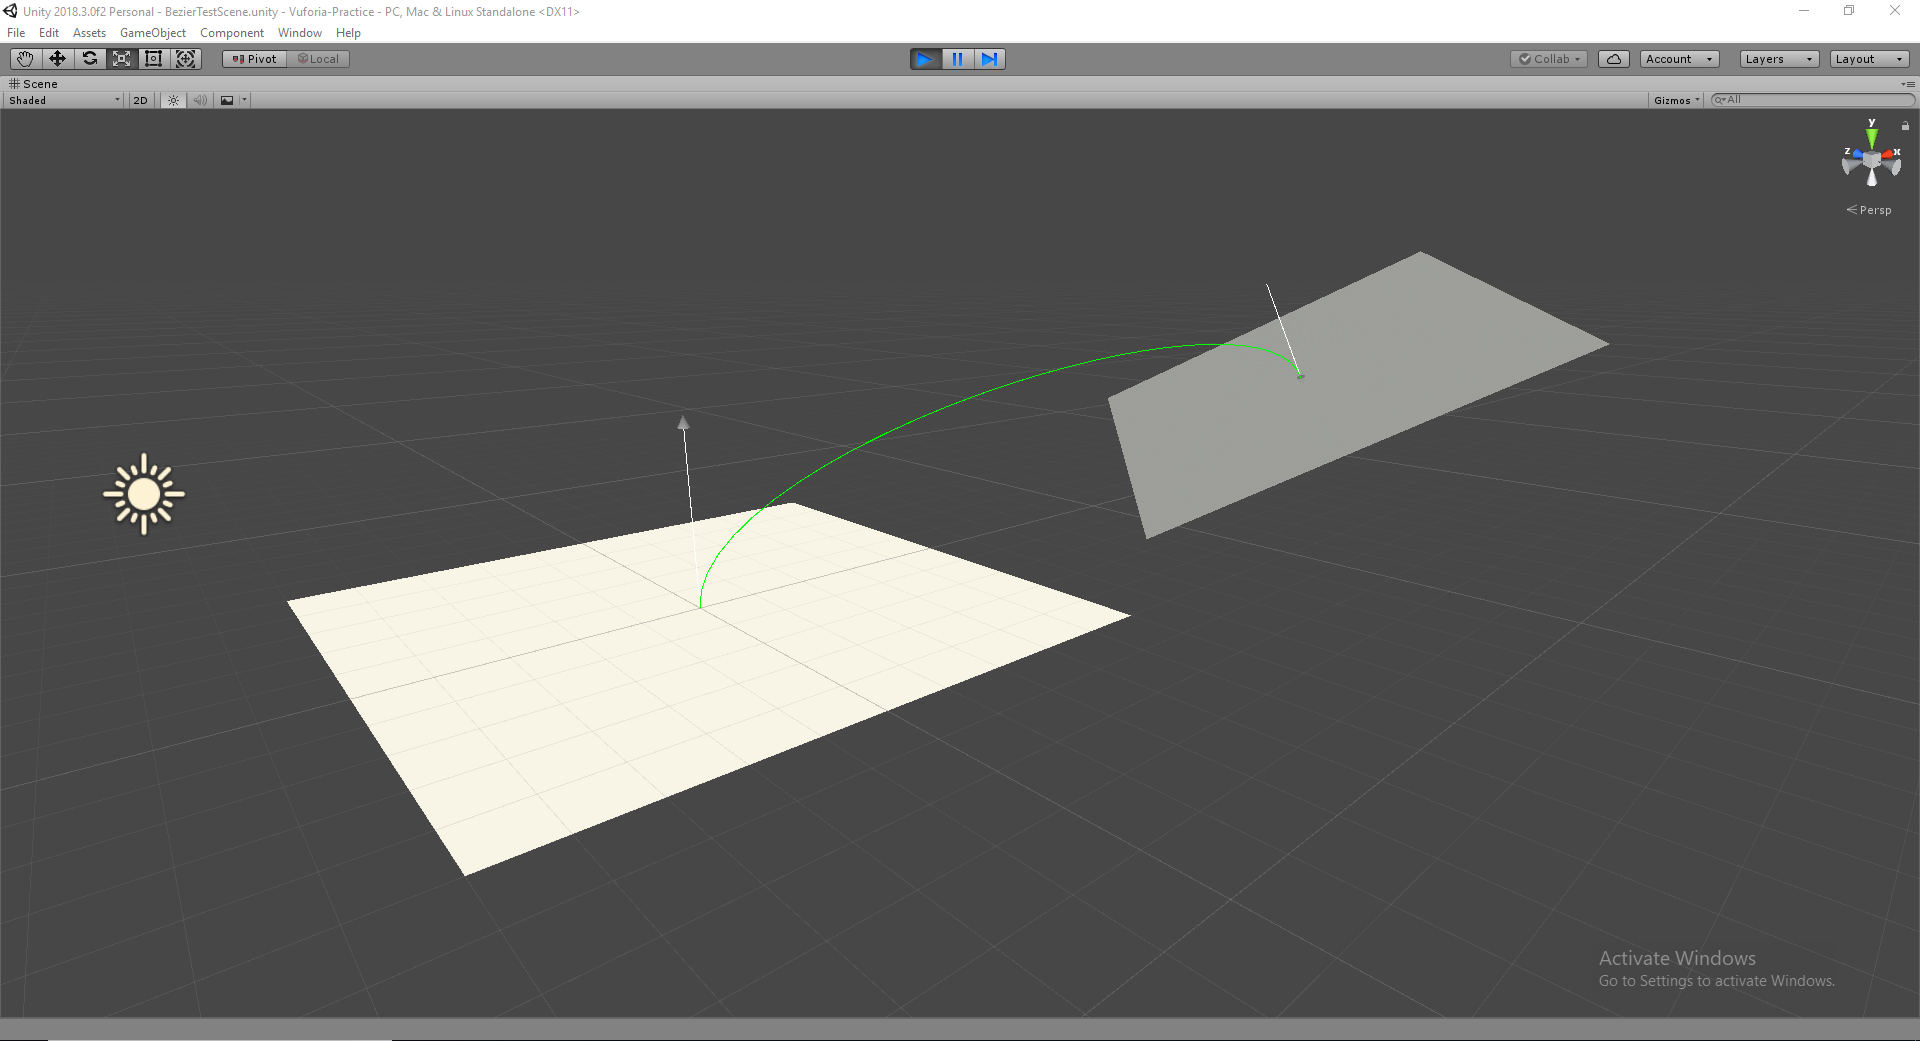 Unity 2018.3.0f2 Personal - BezierTestScene.unity - Vuforia-Practice - PC, Mac & Linux Standalone <DX11>
File Edit Assets GameObject Component Window Help
Pivot Local Collab Account Layers Layout
Scene
Shaded 2D Gizmos All
y
z x
Persp
Activate Windows
Go to Settings to activate Windows.